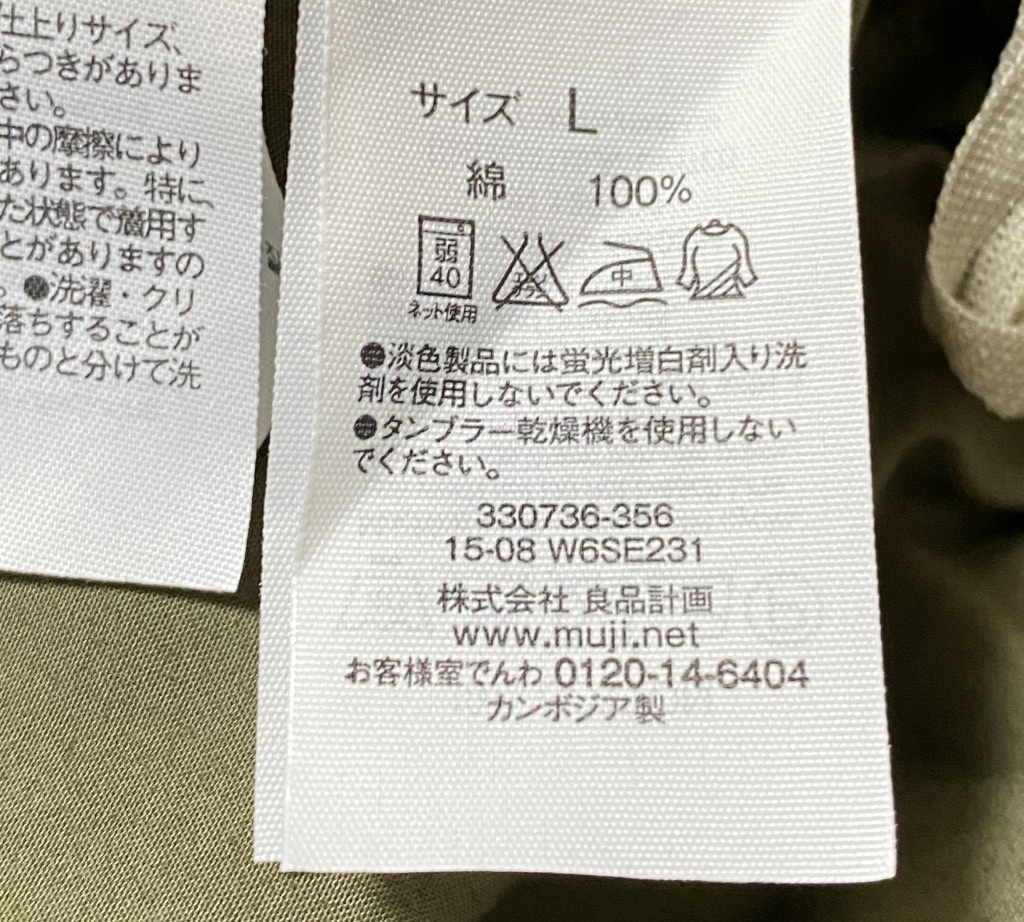 仕上りサイズ、
らつきがありま
さい。
中の摩擦により
あります。特に、
た状態で着用す
とがありますの
。●洗濯・クリ
落ちすることが
ものと分けて洗
サイズ L
綿 100%
弱
40
エンソ
ドライ
中
ネット使用
●淡色製品には蛍光増白剤入り洗
剤を使用しないでください。
●タンブラー乾燥機を使用しない
でください。
330736-356
15-08 W6SE231
株式会社 良品計画
www.muji.net
お客様室でんわ 0120-14-6404
カンボジア製